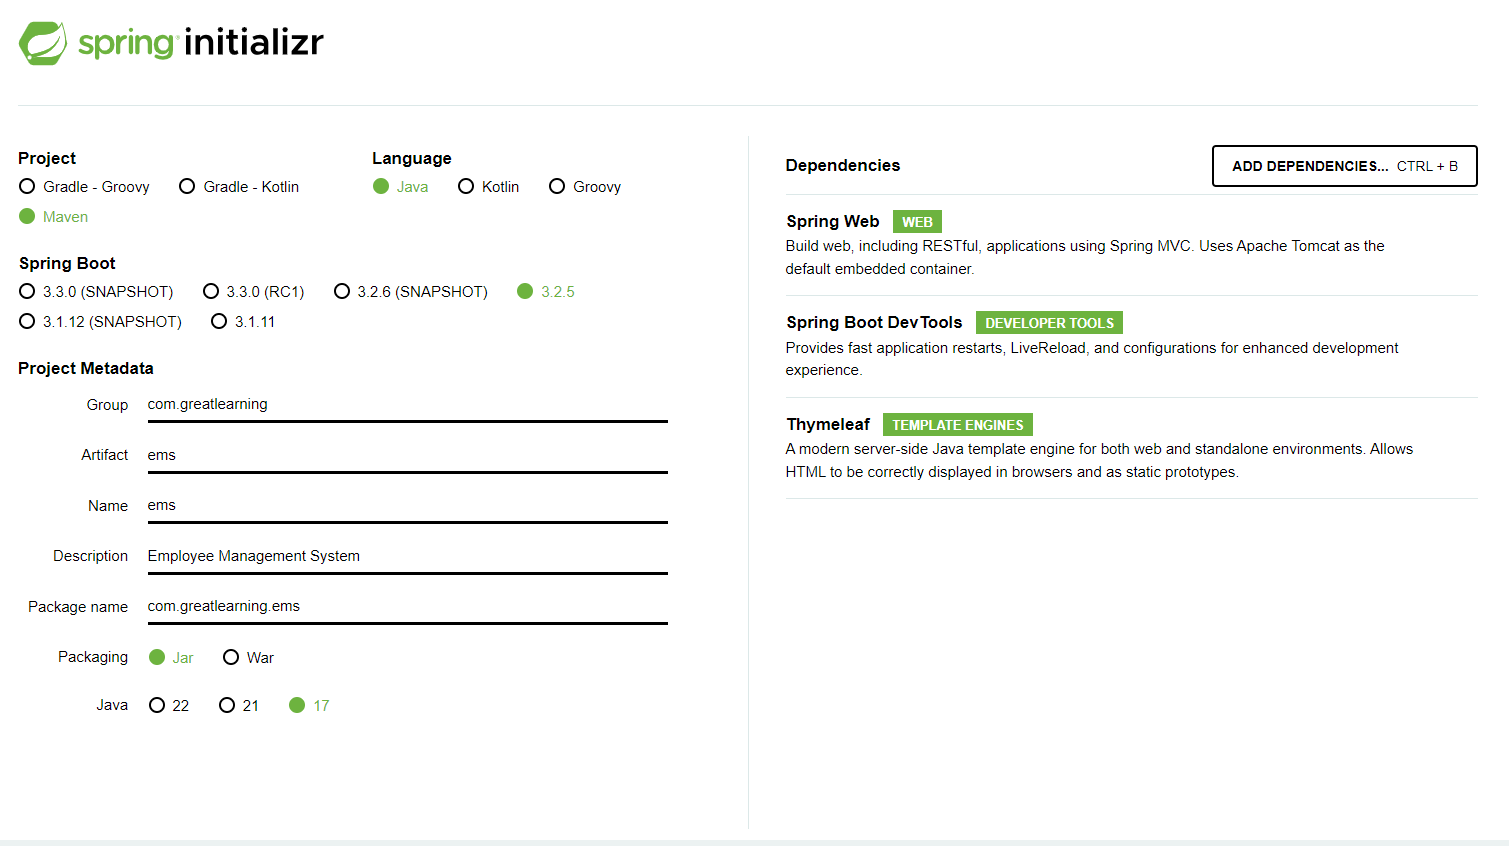 spring initializr
Project
Gradle - Groovy Gradle - Kotlin
Maven
Language
Java Kotlin Groovy
Spring Boot
3.3.0 (SNAPSHOT) 3.3.0 (RC1) 3.2.6 (SNAPSHOT) 3.2.5
3.1.12 (SNAPSHOT) 3.1.11
Project Metadata
Group com.greatlearning
Artifact ems
Name ems
Description Employee Management System
Package name com.greatlearning.ems
Packaging Jar War
Java 22 21 17
Dependencies ADD DEPENDENCIES... CTRL + B
Spring Web WEB
Build web, including RESTful, applications using Spring MVC. Uses Apache Tomcat as the
default embedded container.
Spring Boot DevTools DEVELOPER TOOLS
Provides fast application restarts, LiveReload, and configurations for enhanced development
experience.
Thymeleaf TEMPLATE ENGINES
A modern server-side Java template engine for both web and standalone environments. Allows
HTML to be correctly displayed in browsers and as static prototypes.